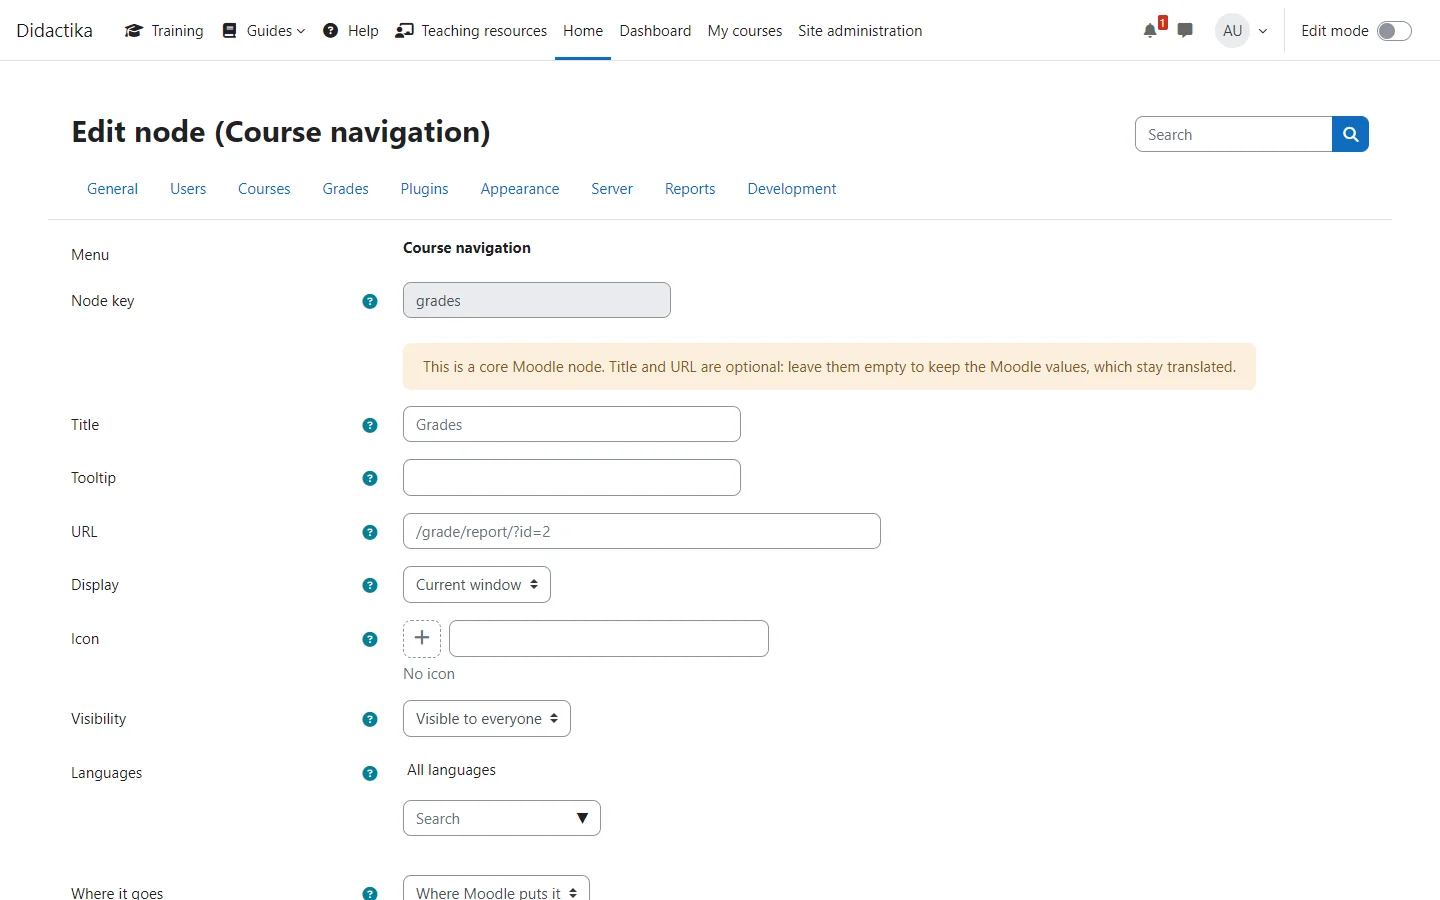 Didactika
Training
Guides
Help
Teaching resources
Home
Dashboard
My courses
Site administration
1
AU
Edit mode
Edit node (Course navigation)
Search
General
Users
Courses
Grades
Plugins
Appearance
Server
Reports
Development
Menu
Course navigation
Node key
?
grades
This is a core Moodle node. Title and URL are optional: leave them empty to keep the Moodle values, which stay translated.
Title
?
Grades
Tooltip
?
URL
?
/grade/report/?id=2
Display
?
Current window
Icon
?
No icon
Visibility
?
Visible to everyone
Languages
?
All languages
Search
Where it goes
?
Where Moodle puts it